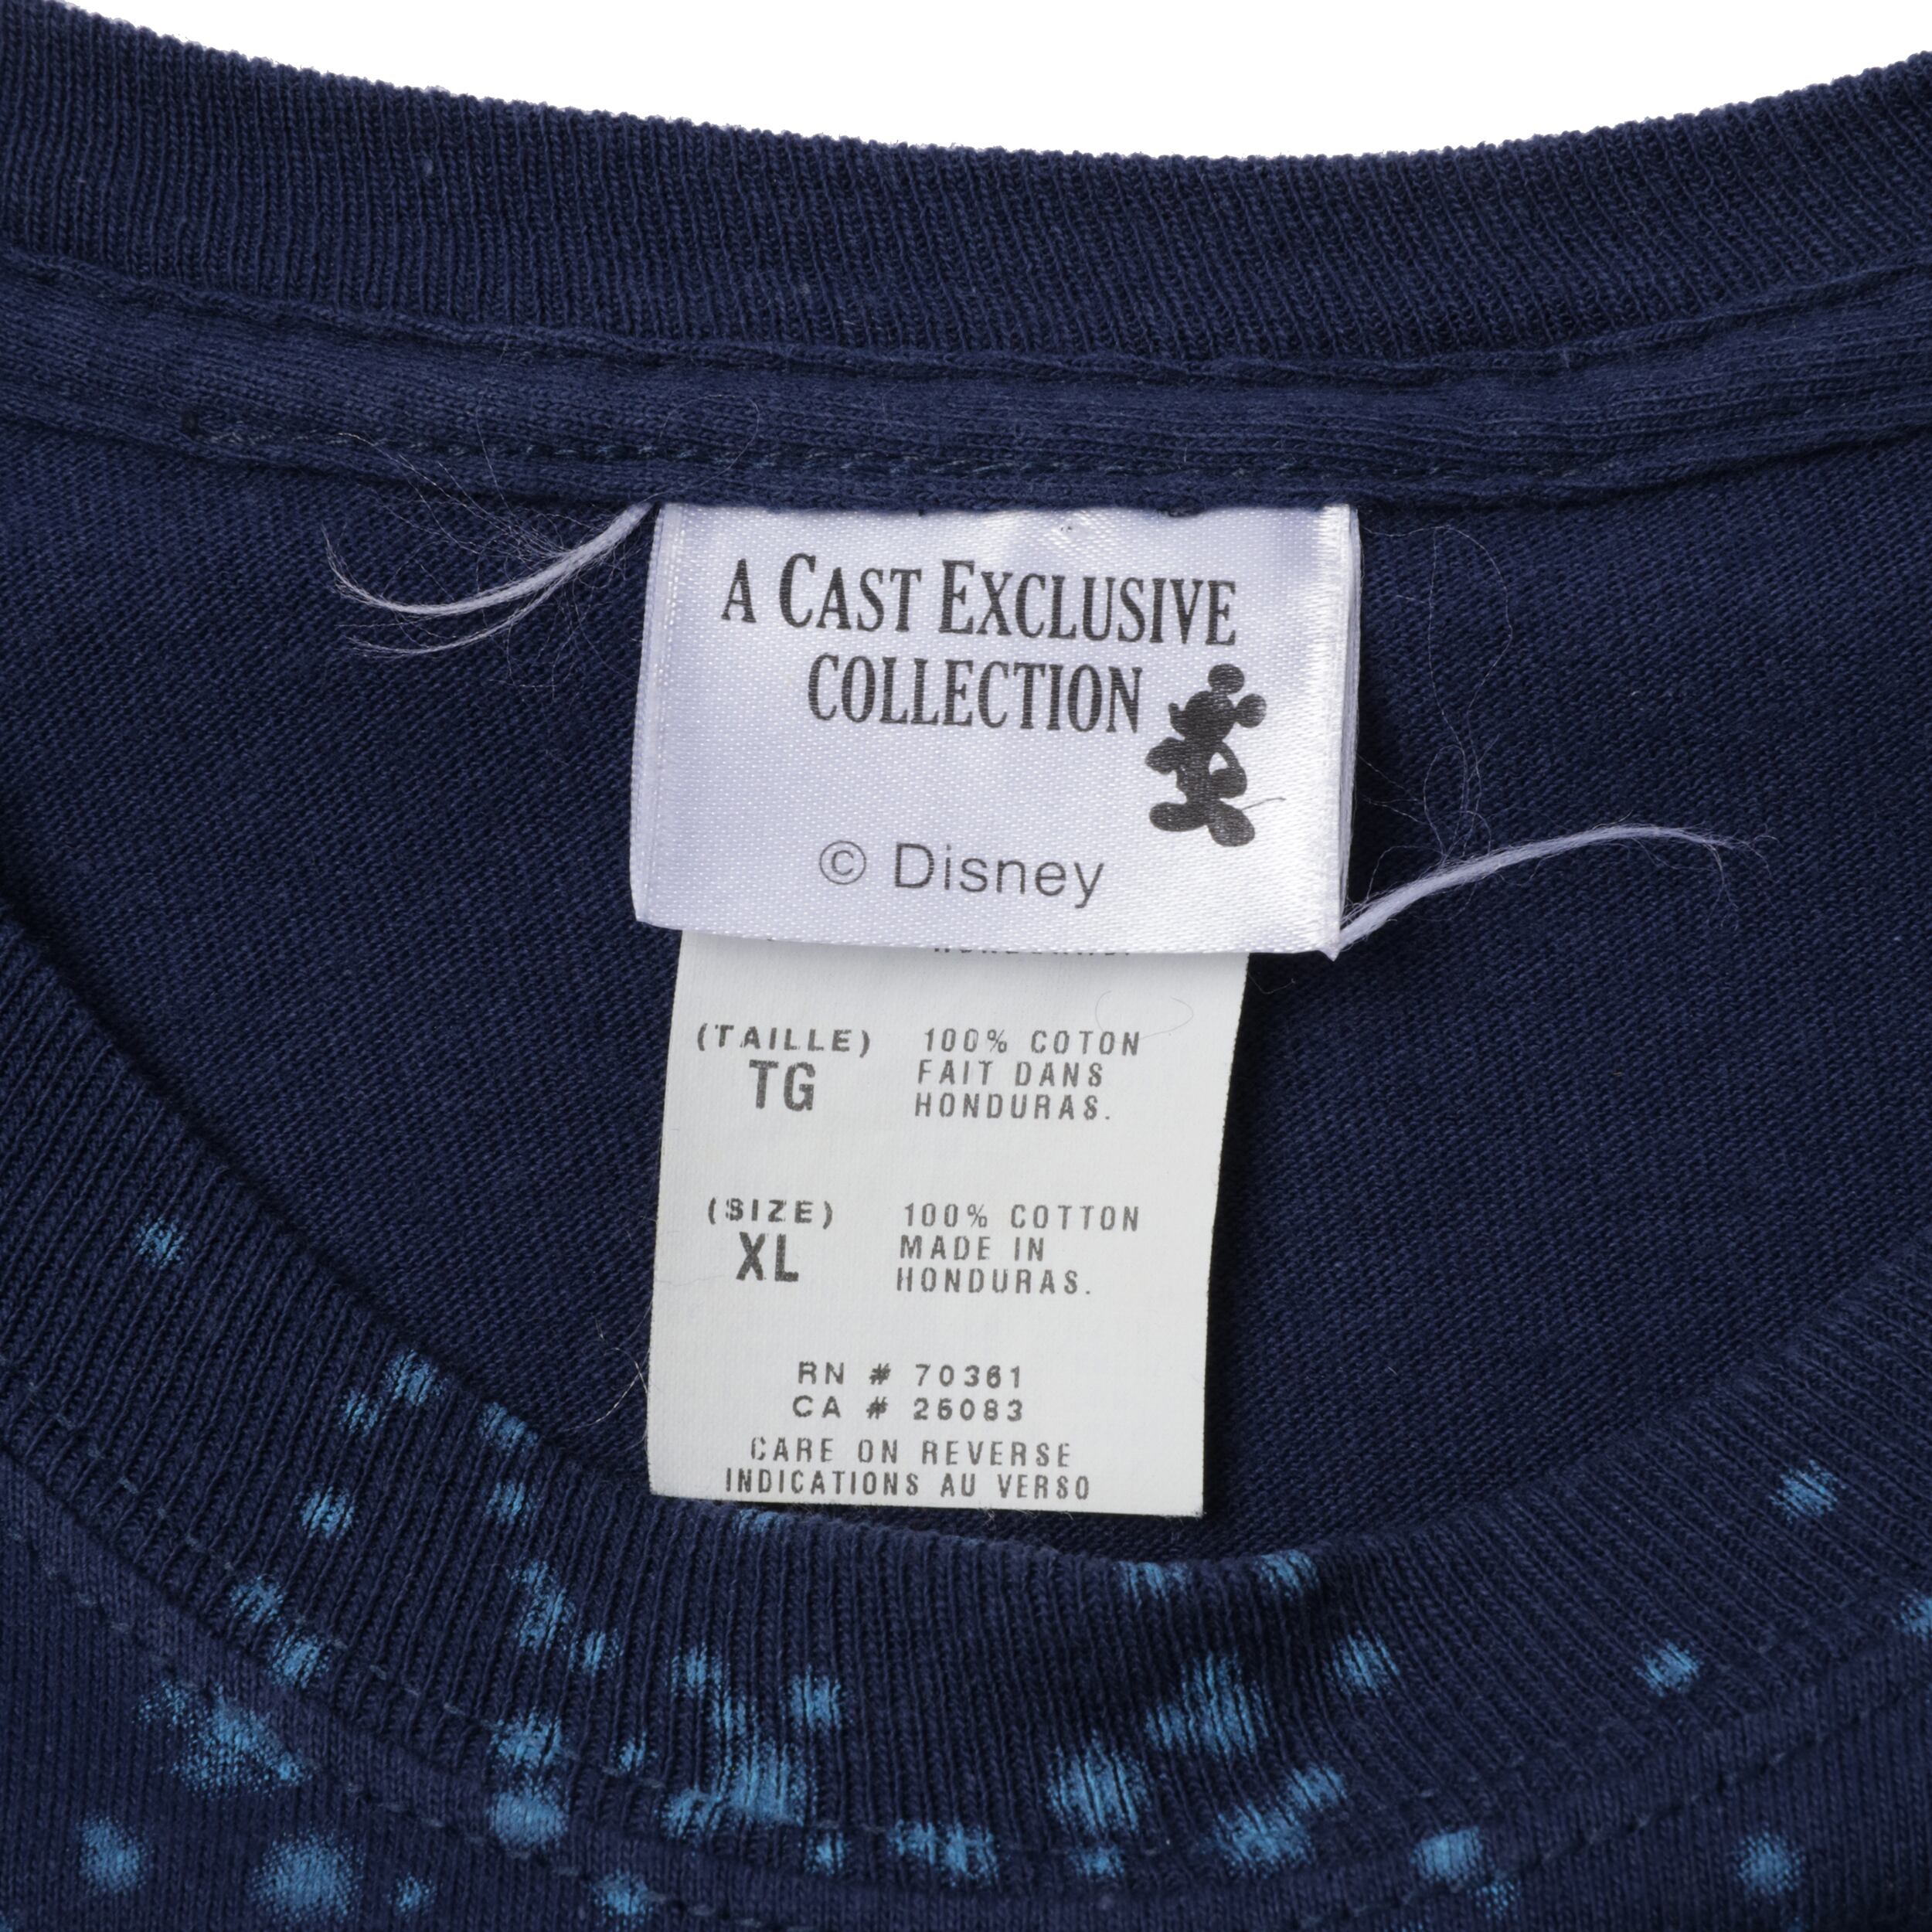 A CAST EXCLUSIVE
COLLECTION
© Disney
(TAILLE) 100% COTON
TG FAIT DANS
HONDURAS.
(SIZE) 100% COTTON
XL MADE IN
HONDURAS.
RN # 70361
CA # 26083
CARE ON REVERSE
INDICATIONS AU VERSO